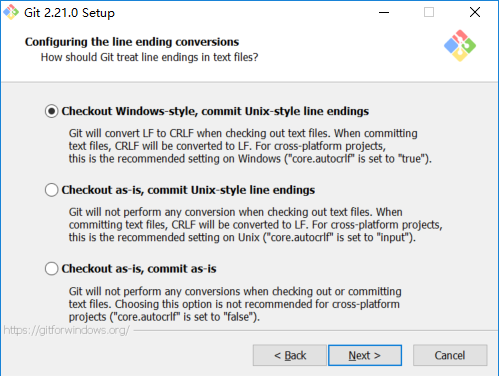 Git 2.21.0 Setup
Configuring the line ending conversions
How should Git treat line endings in text files?
Checkout Windows-style, commit Unix-style line endings
Git will convert LF to CRLF when checking out text files. When committing
text files, CRLF will be converted to LF. For cross-platform projects,
this is the recommended setting on Windows ("core.autocrlf" is set to "true").
Checkout as-is, commit Unix-style line endings
Git will not perform any conversion when checking out text files. When
committing text files, CRLF will be converted to LF. For cross-platform projects,
this is the recommended setting on Unix ("core.autocrlf" is set to "input").
Checkout as-is, commit as-is
Git will not perform any conversions when checking out or committing
text files. Choosing this option is not recommended for cross-platform
projects ("core.autocrlf" is set to "false").
https://gitforwindows.org/
< Back
Next >
Cancel